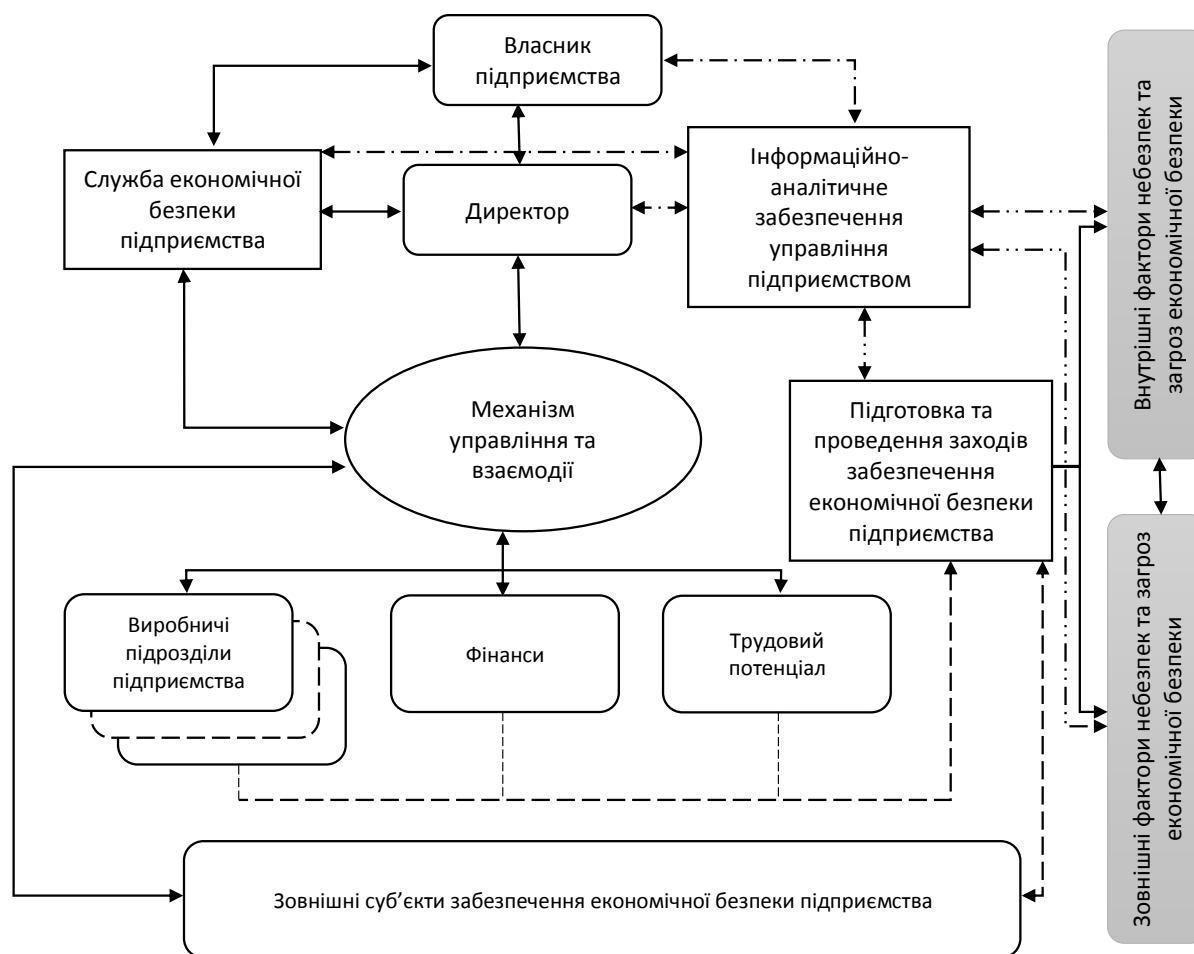 Власник
підприємства
Служба економічної
безпеки
підприємства
Директор
Інформаційно-
аналітичне
забезпечення
управління
підприємством
Внутрішні фактори небезпек та
загроз економічної безпеки
Механізм
управління та
взаємодії
Підготовка та
проведення заходів
забезпечення
економічної безпеки
підприємства
Зовнішні фактори небезпек та загроз
економічної безпеки
Виробничі
підрозділи
підприємства
Фінанси
Трудовий
потенціал
Зовнішні суб’єкти забезпечення економічної безпеки підприємства